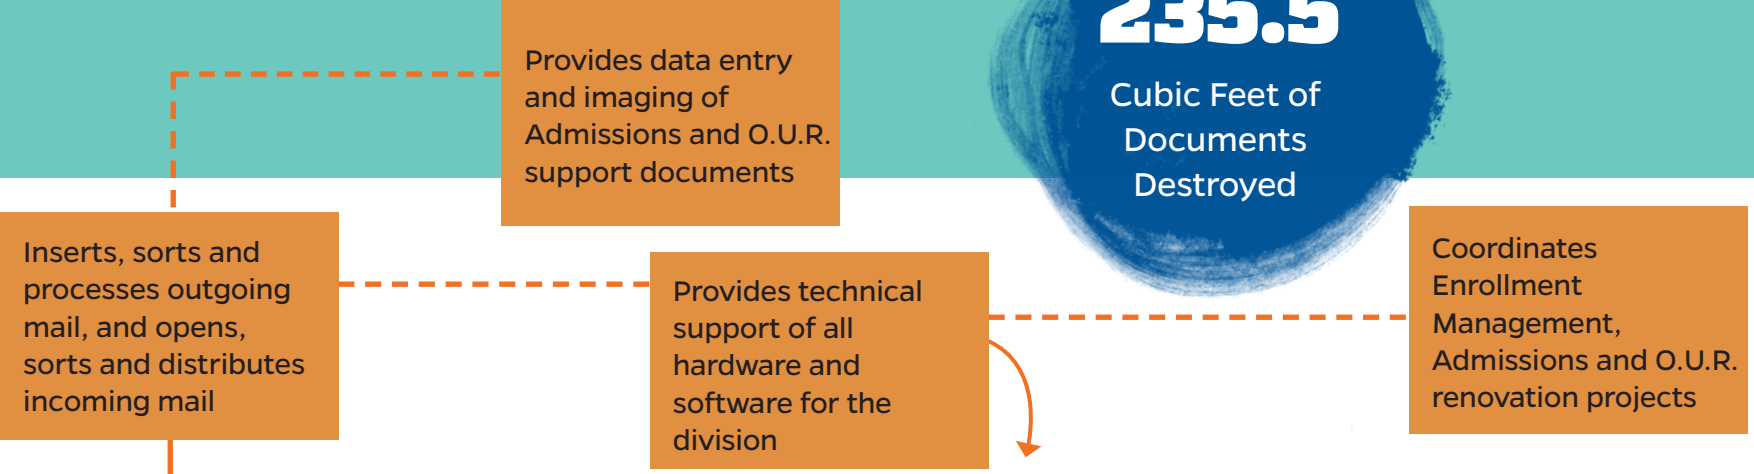 Provides data entry
and imaging of
Admissions and O.U.R.
support documents
235.5
Cubic Feet of
Documents
Destroyed
Inserts, sorts and
processes outgoing
mail, and opens,
sorts and distributes
incoming mail
Provides technical
support of all
hardware and
software for the
division
Coordinates
Enrollment
Management,
Admissions and O.U.R.
renovation projects